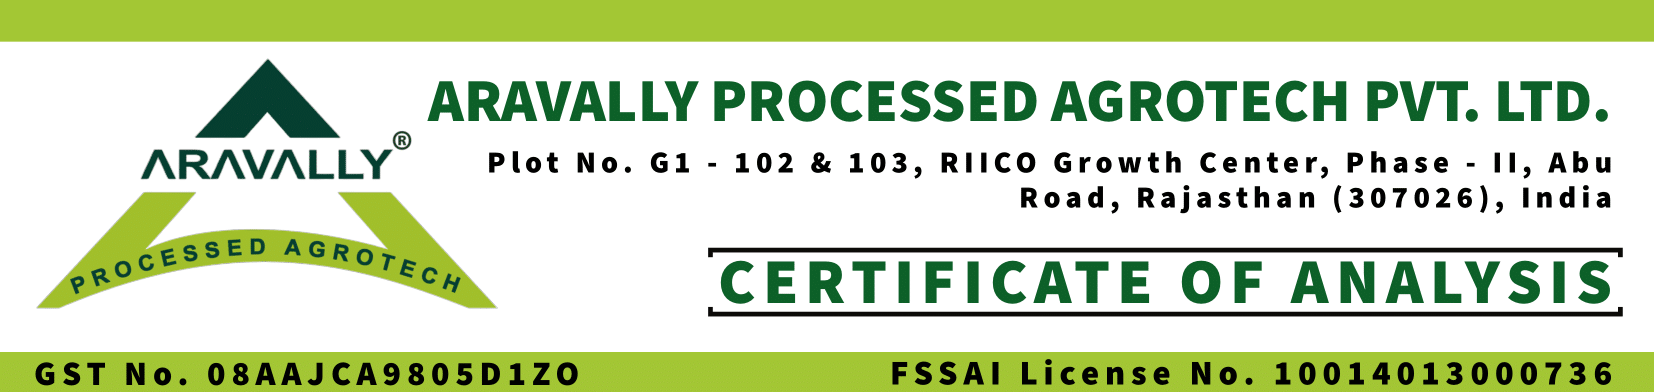 ARAVALLY®
PROCESSED AGROTECH
ARAVALLY PROCESSED AGROTECH PVT. LTD.
Plot No. G1 - 102 & 103, RIICO Growth Center, Phase - II, Abu
Road, Rajasthan (307026), India
CERTIFICATE OF ANALYSIS
GST No. 08AAJCA9805D1ZO
FSSAI License No. 10014013000736